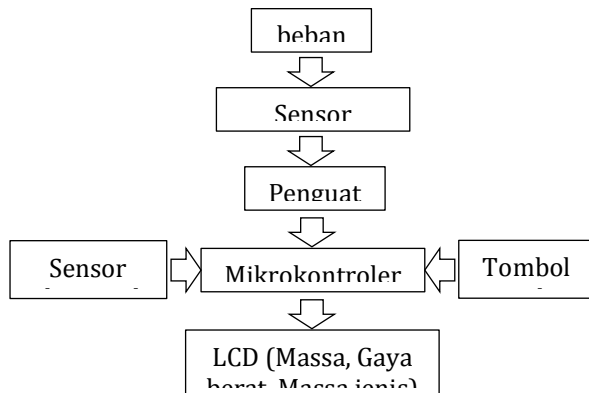 beban
Sensor
Penguat
Sensor
Mikrokontroler
Tombol
LCD (Massa, Gaya
berat, Massa jenis)